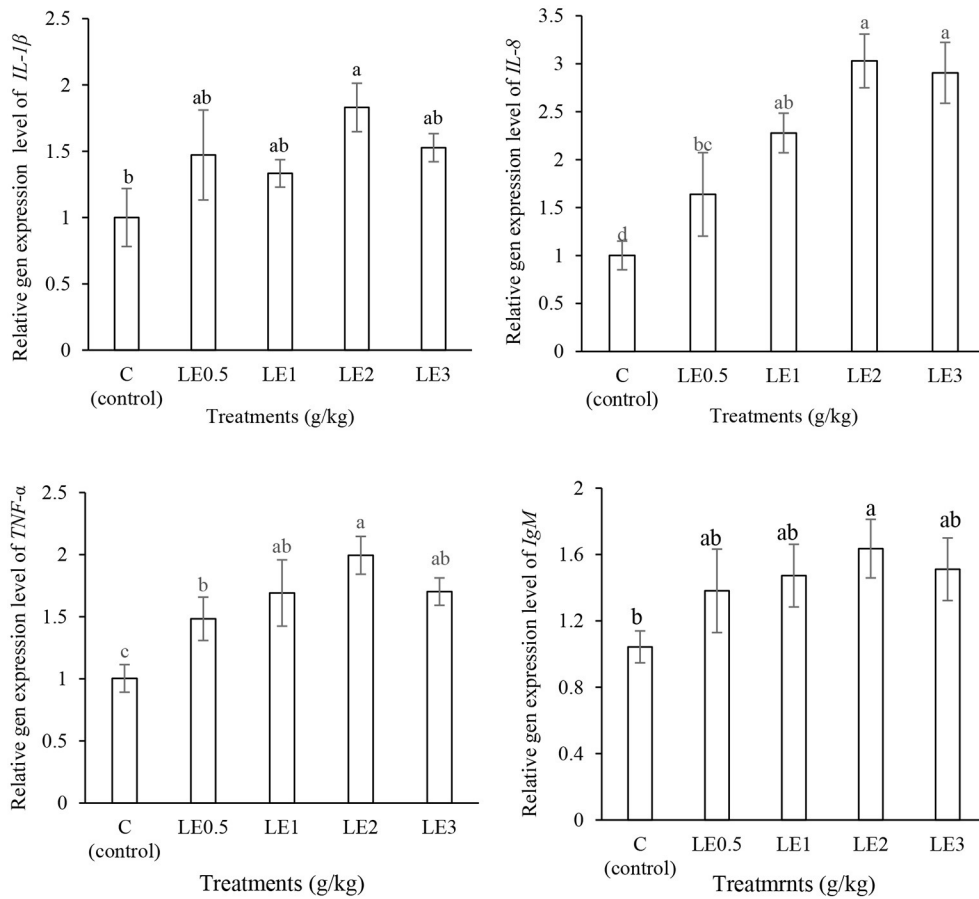 Relative gen expression level of IL-1β
2.5
2
1.5
1
0.5
0
b
ab
ab
a
ab
C
(control)
LE0.5
LE1
LE2
LE3
Treatments (g/kg)
Relative gen expression level of IL-8
3.5
3
2.5
2
1.5
1
0.5
0
d
bc
ab
a
a
C
(control)
LE0.5
LE1
LE2
LE3
Treatments (g/kg)
Relative gen expression level of TNF-α
2.5
2
1.5
1
0.5
0
c
b
ab
a
ab
C
(control)
LE0.5
LE1
LE2
LE3
Treatments (g/kg)
Relative gen expression level of IgM
2
1.6
1.2
0.8
0.4
0
b
ab
ab
a
ab
C
(control)
LE0.5
LE1
LE2
LE3
Treatmrnts (g/kg)